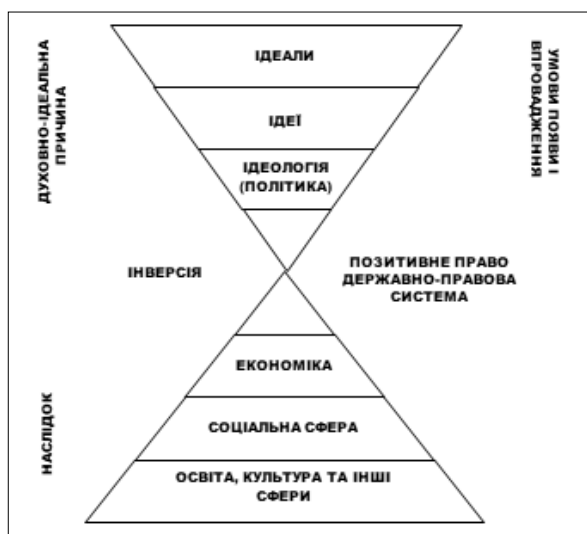 ІДЕАЛИ
ІДЕЇ
ІДЕОЛОГІЯ
(ПОЛІТИКА)
ДУХОВНО-ІДЕАЛЬНА
ПРИЧИНА
УМОВИ ПОЯВИ І
ВПРОВАДЖЕННЯ
ІНВЕРСІЯ
ПОЗИТИВНЕ ПРАВО
ДЕРЖАВНО-ПРАВОВА
СИСТЕМА
ЕКОНОМІКА
СОЦІАЛЬНА СФЕРА
ОСВІТА, КУЛЬТУРА ТА ІНШІ
СФЕРИ
НАСЛІДОК